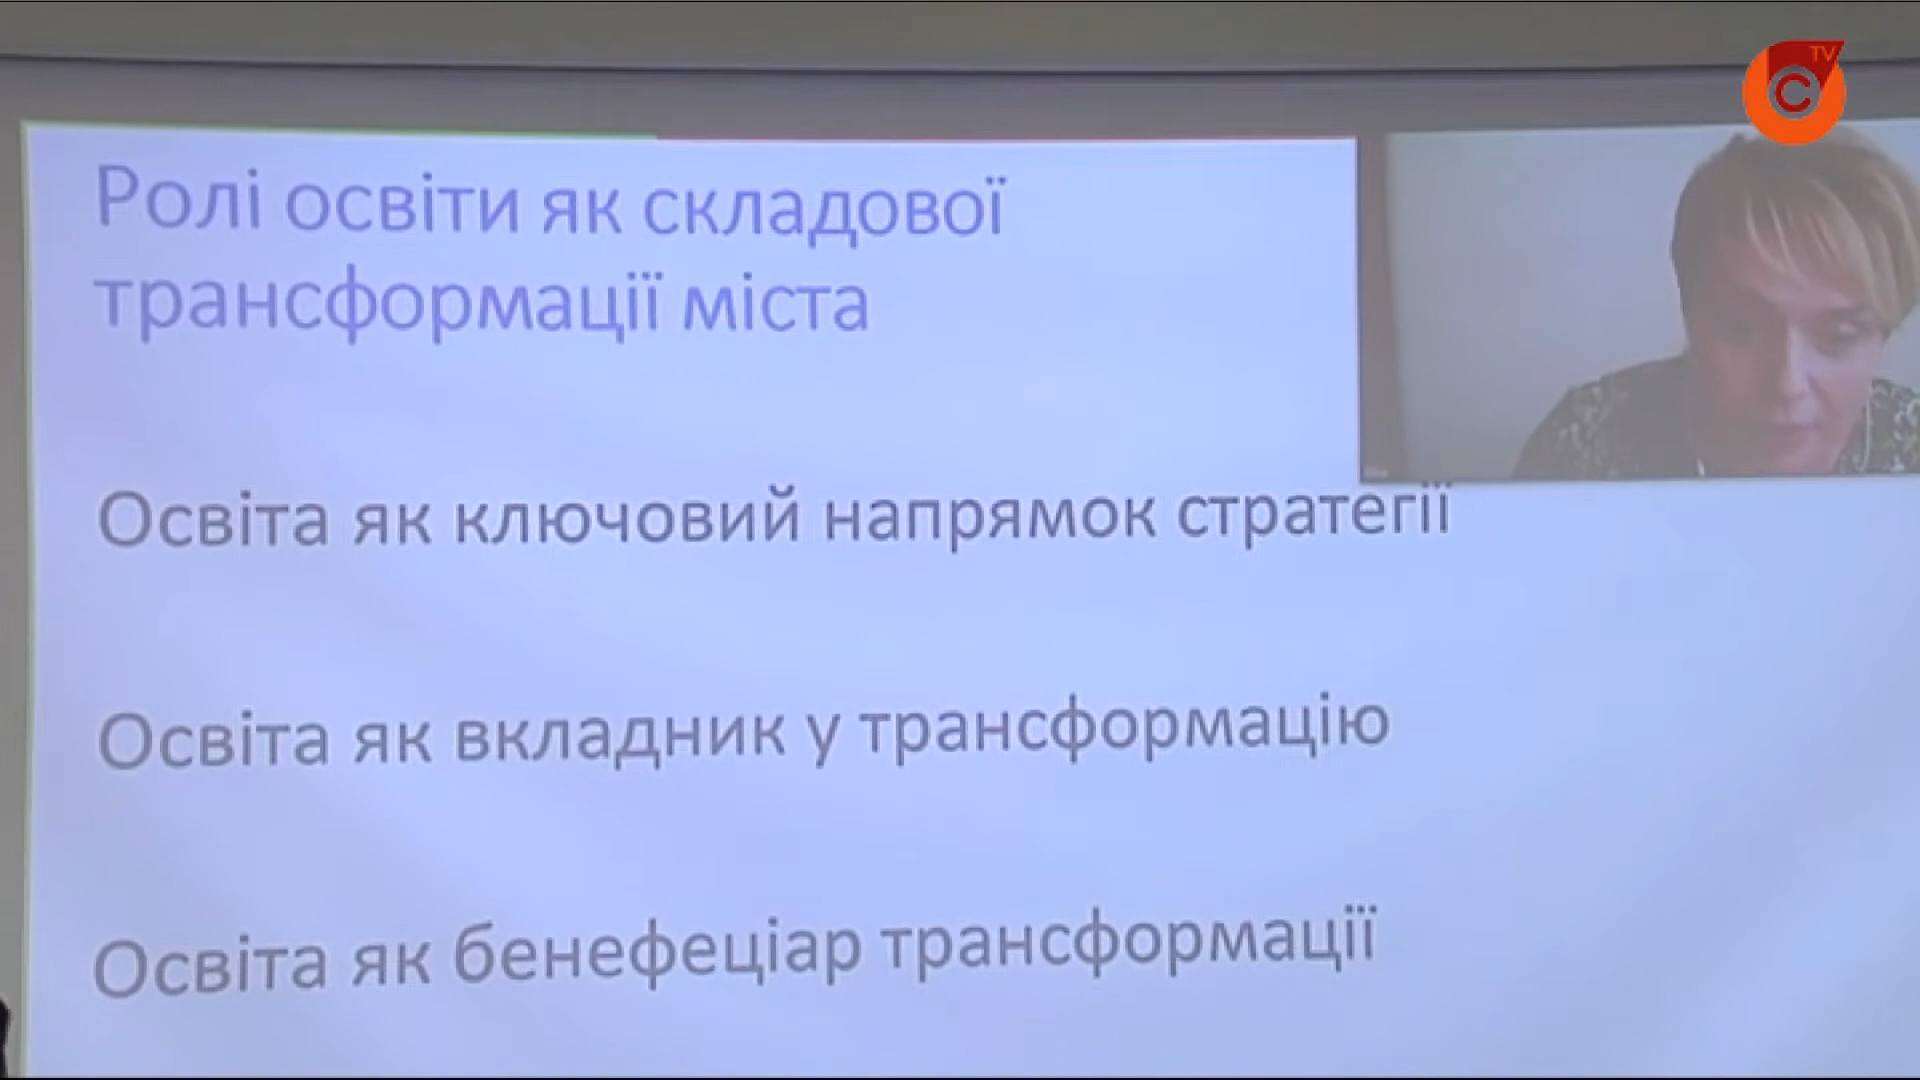 TV
C
Ролі освіти як складової
трансформації міста
Освіта як ключовий напрямок стратегії
Освіта як вкладник у трансформацію
Освіта як бенефеціар трансформації